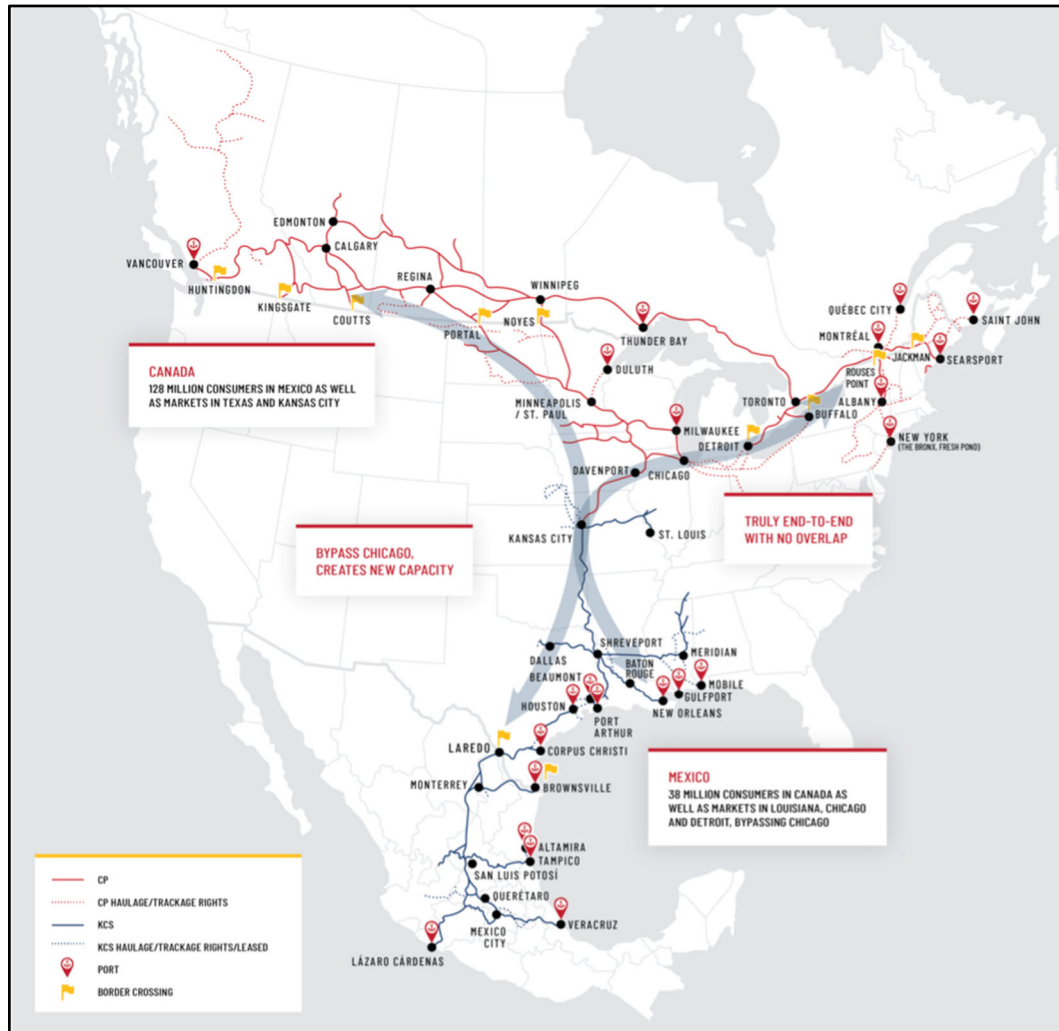 EDMONTON
CALGARY
VANCOUVER
HUNTINGDON
KINGSGATE
COUTTS
REGINA
WINNIPEG
PORTAL
NOYES
THUNDER BAY
DULUTH
MINNEAPOLIS
/ ST. PAUL
QUÉBEC CITY
SAINT JOHN
MONTRÉAL
JACKMAN
SEARSPORT
ROUSES
POINT
TORONTO
ALBANY
BUFFALO
MILWAUKEE
DETROIT
NEW YORK
(THE BRONX, FRESH POND)
DAVENPORT
CHICAGO
CANADA
128 MILLION CONSUMERS IN MEXICO AS WELL
AS MARKETS IN TEXAS AND KANSAS CITY
KANSAS CITY
ST. LOUIS
BYPASS CHICAGO,
CREATES NEW CAPACITY
TRULY END-TO-END
WITH NO OVERLAP
SHREVEPORT
MERIDIAN
DALLAS
BATON
ROUGE
BEAUMONT
MOBILE
GULFPORT
HOUSTON
PORT
ARTHUR
NEW ORLEANS
LAREDO
CORPUS CHRISTI
MONTERREY
BROWNSVILLE
MEXICO
38 MILLION CONSUMERS IN CANADA AS
WELL AS MARKETS IN LOUISIANA, CHICAGO
AND DETROIT, BYPASSING CHICAGO
ALTAMIRA
TAMPICO
SAN LUIS POTOSÍ
QUERÉTARO
MEXICO
CITY
VERACRUZ
LÁZARO CÁRDENAS
CP
CP HAULAGE/TRACKAGE RIGHTS
KCS
KCS HAULAGE/TRACKAGE RIGHTS/LEASED
PORT
BORDER CROSSING